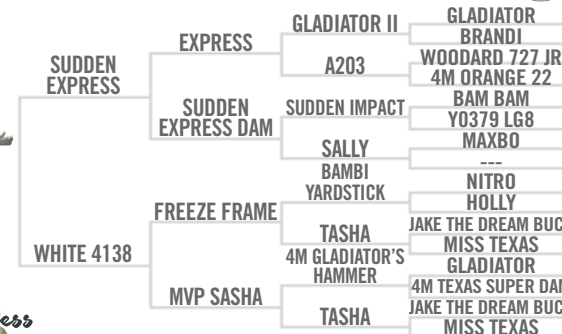 GLADIATOR II
GLADIATOR
BRANDI
EXPRESS
A203
WOODARD 727 JR
4M ORANGE 22
SUDDEN
EXPRESS
SUDDEN
EXPRESS DAM
SUDDEN IMPACT
BAM BAM
Y0379 LG8
SALLY
MAXBO
---
BAMBI
YARDSTICK
NITRO
HOLLY
FREEZE FRAME
TASHA
JAKE THE DREAM BUC
MISS TEXAS
WHITE 4138
4M GLADIATOR'S
HAMMER
GLADIATOR
4M TEXAS SUPER DAM
MVP SASHA
TASHA
JAKE THE DREAM BUC
MISS TEXAS